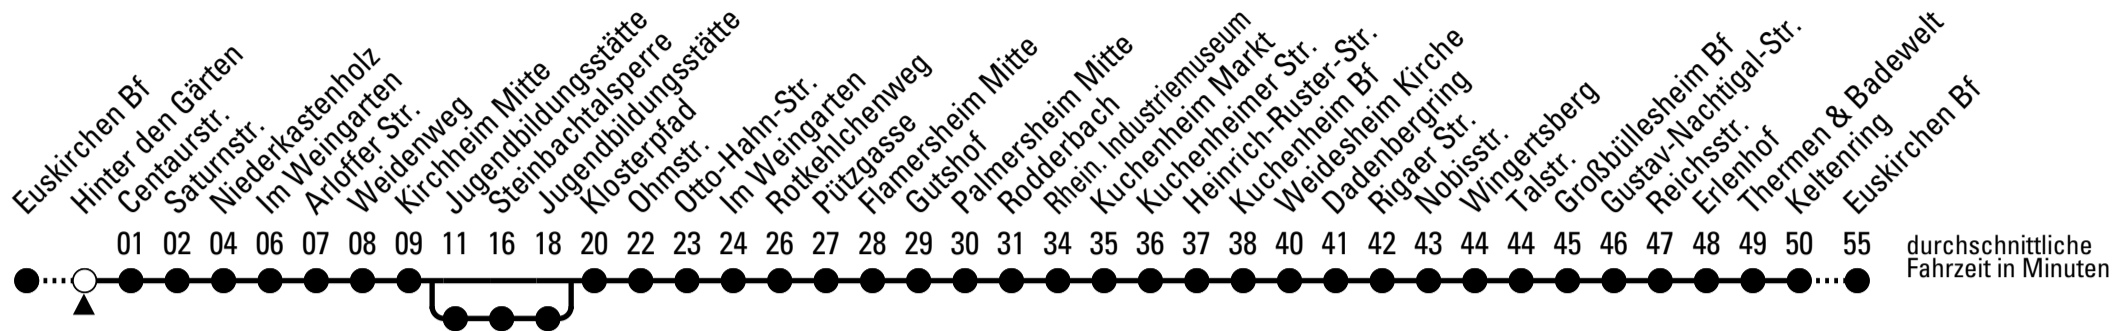 Euskirchen Bf
Hinter den Gärten
Centaurstr.
Saturnstr.
Niederkastenholz
Im Weingarten
Arloffer Str.
Weidenweg
Kirchheim Mitte
Jugendbildungsstätte
Steinbachtalsperre
Jugendbildungsstätte
Klosterpfad
Ohmstr.
Otto-Hahn-Str.
Im Weingarten
Rotkehlchenweg
Pützgasse
Flamersheim Mitte
Gutshof
Palmersheim Mitte
Rodderbach
Rhein. Industriemuseum
Kuchenheim Markt
Kuchenheimer Str.
Heinrich-Ruster-Str.
Kuchenheim Bf
Weidesheim Kirche
Dadenbergring
Rigaer Str.
Nobisstr.
Wingertsberg
Talstr.
Großbüllesheim Bf
Gustav-Nachtigal-Str.
Reichsstr.
Erlenhof
Thermen & Badewelt
Keltenring
Euskirchen Bf
01 02 04 06 07 08 09 11 16 18 20 22 23 24 26 27 28 29 30 31 34 35 36 37 38 40 41 42 43 44 44 45 46 47 48 49 50 55
durchschnittliche
Fahrzeit in Minuten